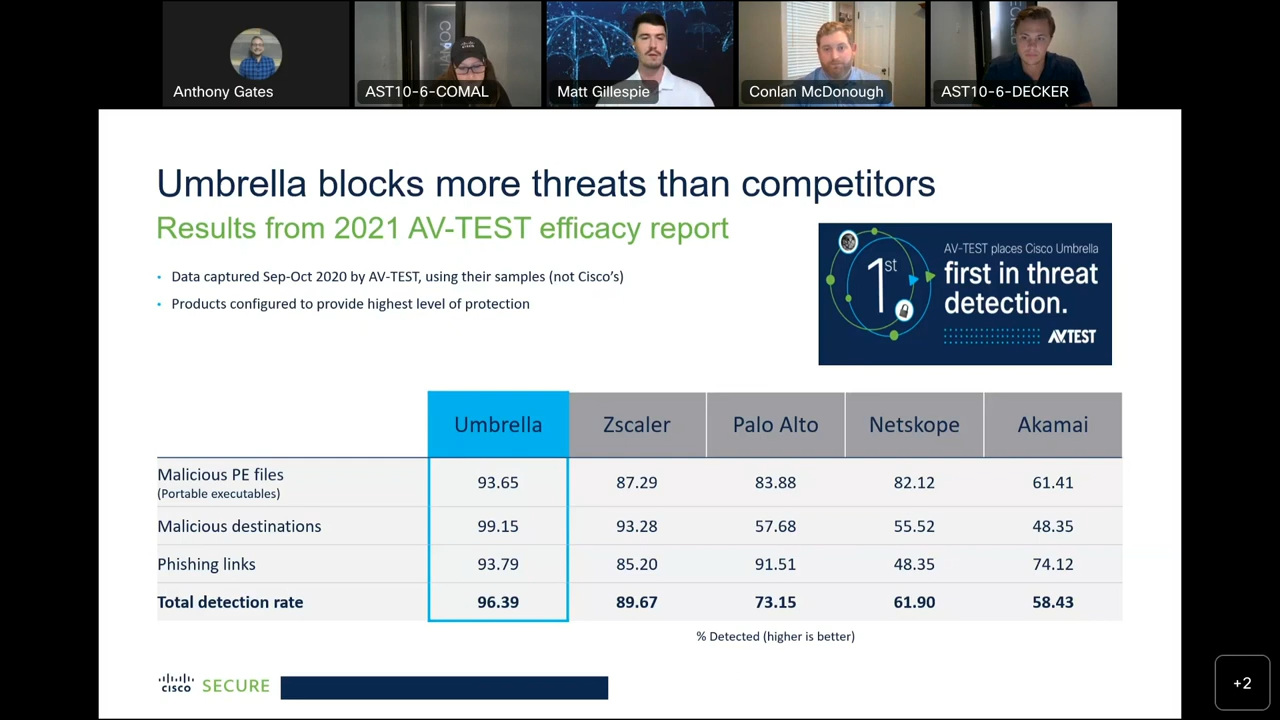 Anthony Gates
AST10-6-COMAL
Matt Gillespie
Conlan McDonough
AST10-6-DECKER
CISCO
COMAL
Umbrella blocks more threats than competitors
Results from 2021 AV-TEST efficacy report
• Data captured Sep-Oct 2020 by AV-TEST, using their samples (not Cisco's)
• Products configured to provide highest level of protection
1st
AV-TEST places Cisco Umbrella
first in threat
detection.
AVTEST
Umbrella Zscaler Palo Alto Netskope Akamai
Malicious PE files
(Portable executables) 93.65 87.29 83.88 82.12 61.41
Malicious destinations 99.15 93.28 57.68 55.52 48.35
Phishing links 93.79 85.20 91.51 48.35 74.12
Total detection rate 96.39 89.67 73.15 61.90 58.43
% Detected (higher is better)
CISCO SECURE
+2